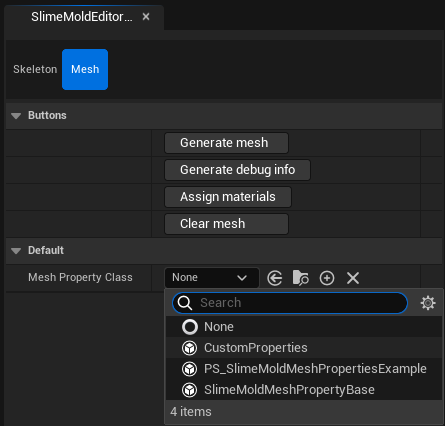 SlimeMoldEditor...
Skeleton Mesh
Buttons
Generate mesh
Generate debug info
Assign materials
Clear mesh
Default
Mesh Property Class None
Search
None
CustomProperties
PS_SlimeMoldMeshPropertiesExample
SlimeMoldMeshPropertyBase
4 items